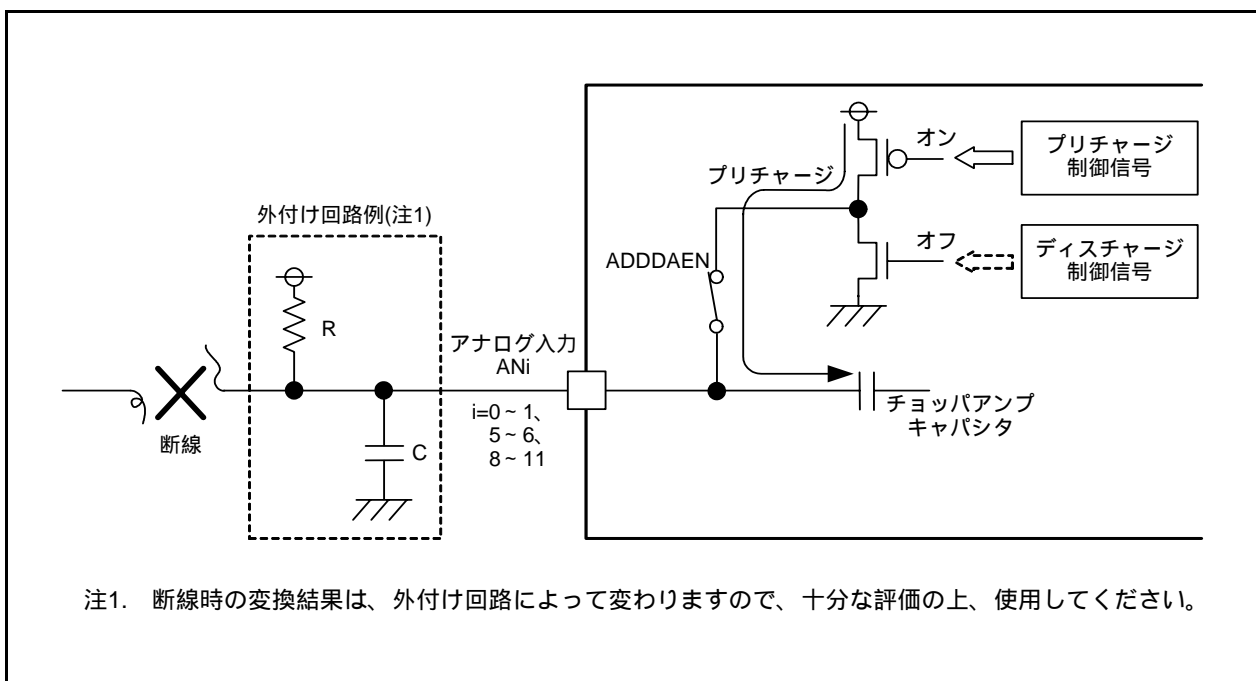 オン
プリチャージ
制御信号
プリチャージ
外付け回路例(注1)
オフ
ディスチャージ
制御信号
ADDDAEN
R
アナログ入力
ANi
i=0~1、
5~6、
8~11
チョッパアンプ
キャパシタ
断線
C
注1. 断線時の変換結果は、外付け回路によって変わりますので、十分な評価の上、使用してください。